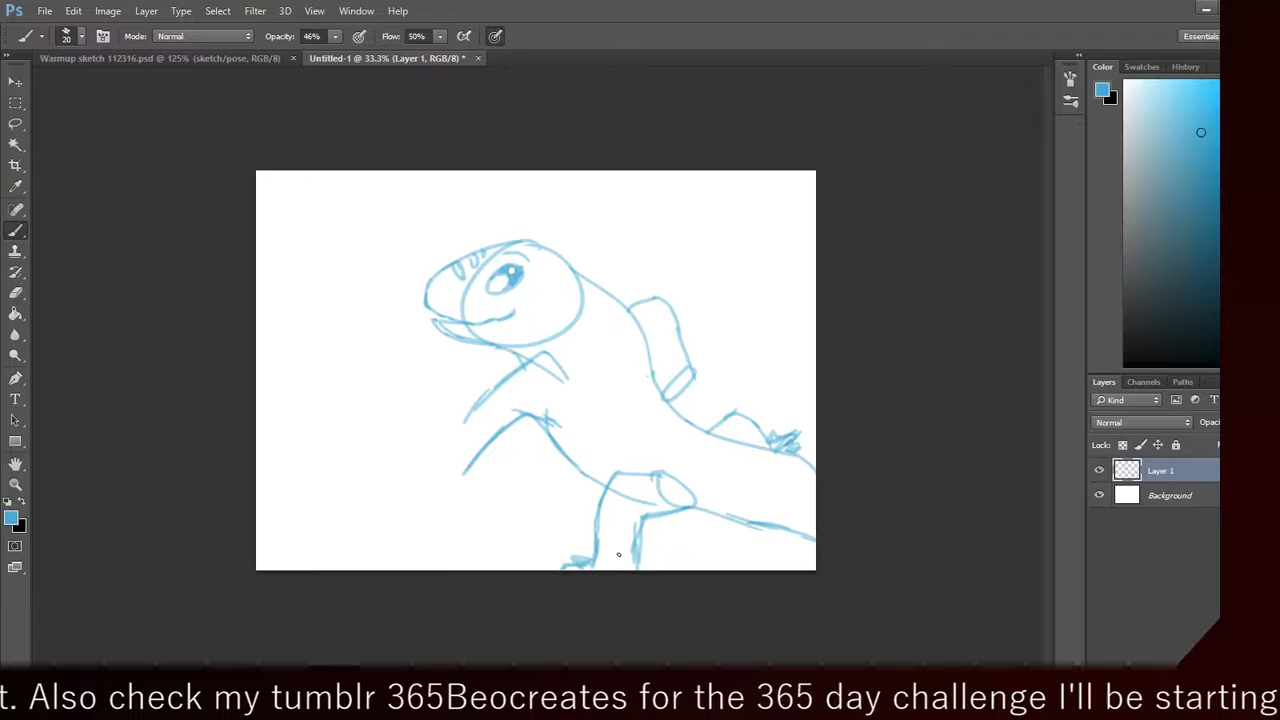 Ps File Edit Image Layer Type Select Filter 3D View Window Help
20 Mode: Normal Opacity: 46% Flow: 50% Essentials
Warmup sketch 112316.psd @ 125% (sketch/pose, RGB/8) × Untitled-1 @ 33.3% (Layer 1, RGB/8) * ×
Color Swatches History
Layers Channels Paths
Kind T
Normal
Lock:
Layer 1
Background
t. Also check my tumblr 365Beocreates for the 365 day challenge I'll be starting